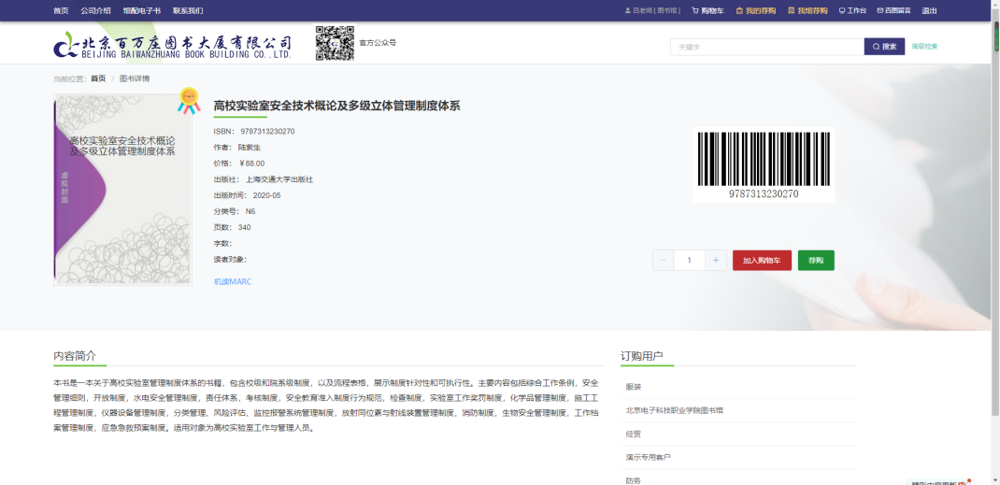 首页 公司介绍 馆配电子书 联系我们 吕老师 [ 图书馆 ] 购物车 我的荐购 我馆荐购 工作台 百图留言 退出
北京百万庄图书大厦有限公司
BEIJING BAIWANZHUANG BOOK BUILDING CO.,LTD.
官方公众号
关键字 搜索 高级检索
当前位置： 首页 > 图书详情
高校实验室安全技术概论
及多级立体管理制度体系
虚拟封面
高校实验室安全技术概论及多级立体管理制度体系
ISBN： 9787313230270
作者： 陆紫生
价格： ￥88.00
出版社： 上海交通大学出版社
出版时间： 2020-05
分类号： N6
页数： 340
字数：
读者对象：
机读MARC
9787313230270
− 1 + 加入购物车 荐购
内容简介
本书是一本关于高校实验室管理制度体系的书籍，包含校级和院系级制度，以及流程表格，展示制度针对性和可执行性。主要内容包括综合工作条例，安全
管理细则，开放制度，水电安全管理制度，责任体系，考核制度，安全教育准入制度行为规范，检查制度，实验室工作奖罚制度，化学品管理制度，施工工
程管理制度，仪器设备管理制度，分类管理、风险评估、监控报警系统管理制度，放射同位素与射线装置管理制度，消防制度，生物安全管理制度，工作档
案管理制度，应急急救预案制度。适用对象为高校实验室工作与管理人员。
订购用户
服装
北京电子科技职业学院图书馆
经贸
演示专用客户
防务